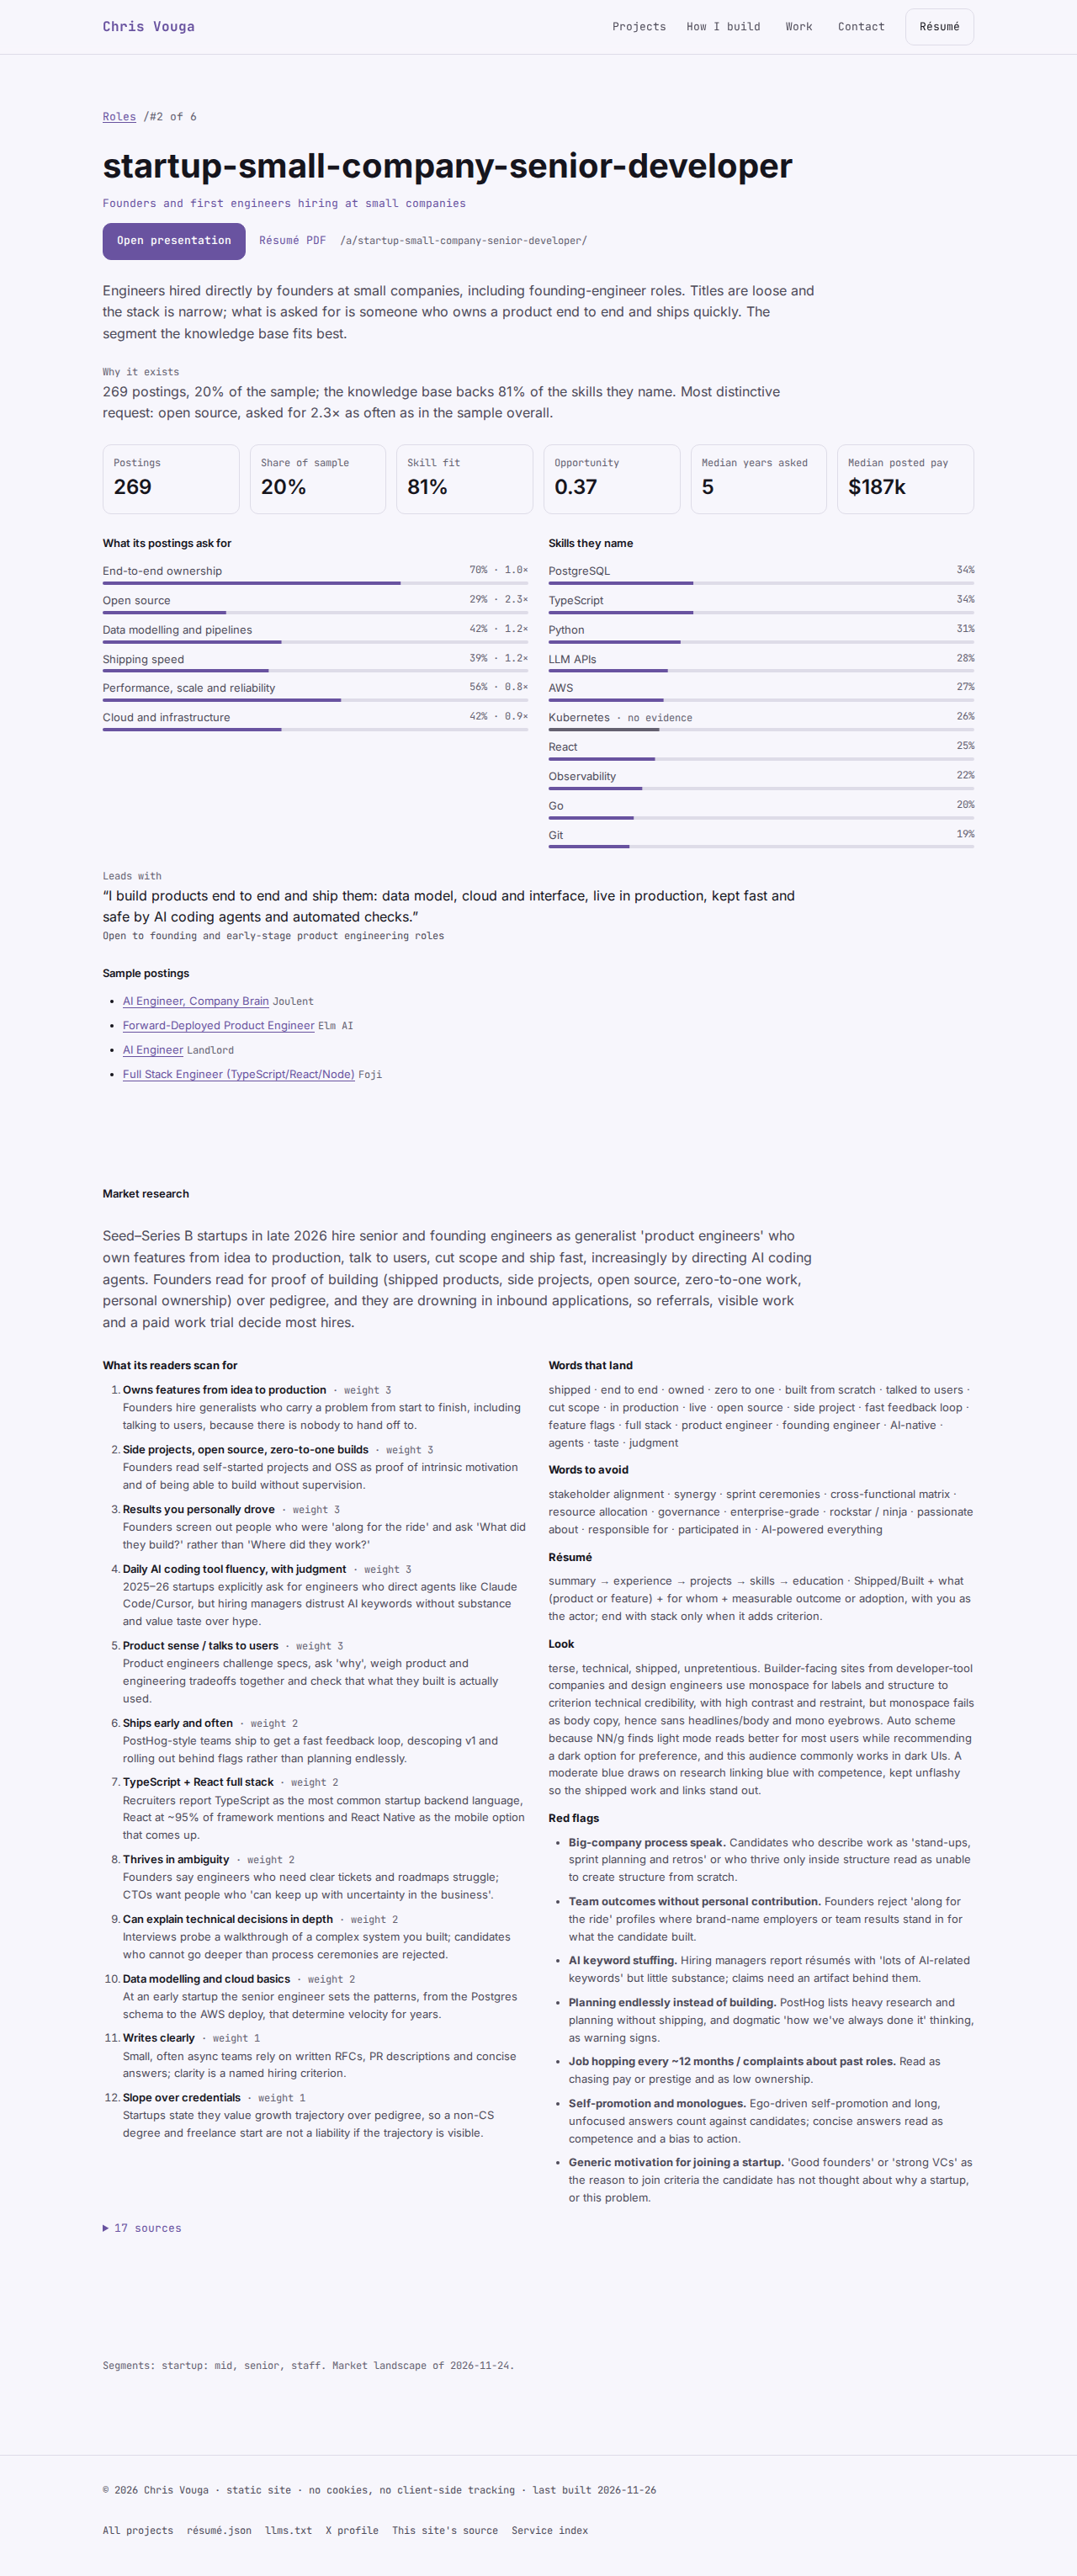 Chris Vouga
Projects How I build Work Contact Résumé
Roles /#2 of 6
startup-small-company-senior-developer
Founders and first engineers hiring at small companies
Open presentation Résumé PDF /a/startup-small-company-senior-developer/
Engineers hired directly by founders at small companies, including founding-engineer roles. Titles are loose and
the stack is narrow; what is asked for is someone who owns a product end to end and ships quickly. The
segment the knowledge base fits best.
Why it exists
269 postings, 20% of the sample; the knowledge base backs 81% of the skills they name. Most distinctive
request: open source, asked for 2.3× as often as in the sample overall.
Postings
269
Share of sample
20%
Skill fit
81%
Opportunity
0.37
Median years asked
5
Median posted pay
$187k
What its postings ask for
End-to-end ownership 70% · 1.0×
Open source 29% · 2.3×
Data modelling and pipelines 42% · 1.2×
Shipping speed 39% · 1.2×
Performance, scale and reliability 56% · 0.8×
Cloud and infrastructure 42% · 0.9×
Skills they name
PostgreSQL 34%
TypeScript 34%
Python 31%
LLM APIs 28%
AWS 27%
Kubernetes · no evidence 26%
React 25%
Observability 22%
Go 20%
Git 19%
Leads with
“I build products end to end and ship them: data model, cloud and interface, live in production, kept fast and
safe by AI coding agents and automated checks.”
Open to founding and early-stage product engineering roles
Sample postings
• AI Engineer, Company Brain Joulent
• Forward-Deployed Product Engineer Elm AI
• AI Engineer Landlord
• Full Stack Engineer (TypeScript/React/Node) Foji
Market research
Seed–Series B startups in late 2026 hire senior and founding engineers as generalist 'product engineers' who
own features from idea to production, talk to users, cut scope and ship fast, increasingly by directing AI coding
agents. Founders read for proof of building (shipped products, side projects, open source, zero-to-one work,
personal ownership) over pedigree, and they are drowning in inbound applications, so referrals, visible work
and a paid work trial decide most hires.
What its readers scan for
1. Owns features from idea to production · weight 3
Founders hire generalists who carry a problem from start to finish, including
talking to users, because there is nobody to hand off to.
2. Side projects, open source, zero-to-one builds · weight 3
Founders read self-started projects and OSS as proof of intrinsic motivation
and of being able to build without supervision.
3. Results you personally drove · weight 3
Founders screen out people who were 'along for the ride' and ask 'What did
they build?' rather than 'Where did they work?'
4. Daily AI coding tool fluency, with judgment · weight 3
2025–26 startups explicitly ask for engineers who direct agents like Claude
Code/Cursor, but hiring managers distrust AI keywords without substance
and value taste over hype.
5. Product sense / talks to users · weight 3
Product engineers challenge specs, ask 'why', weigh product and
engineering tradeoffs together and check that what they built is actually
used.
6. Ships early and often · weight 2
PostHog-style teams ship to get a fast feedback loop, descoping v1 and
rolling out behind flags rather than planning endlessly.
7. TypeScript + React full stack · weight 2
Recruiters report TypeScript as the most common startup backend language,
React at ~95% of framework mentions and React Native as the mobile option
that comes up.
8. Thrives in ambiguity · weight 2
Founders say engineers who need clear tickets and roadmaps struggle;
CTOs want people who 'can keep up with uncertainty in the business'.
9. Can explain technical decisions in depth · weight 2
Interviews probe a walkthrough of a complex system you built; candidates
who cannot go deeper than process ceremonies are rejected.
10. Data modelling and cloud basics · weight 2
At an early startup the senior engineer sets the patterns, from the Postgres
schema to the AWS deploy, that determine velocity for years.
11. Writes clearly · weight 1
Small, often async teams rely on written RFCs, PR descriptions and concise
answers; clarity is a named hiring criterion.
12. Slope over credentials · weight 1
Startups state they value growth trajectory over pedigree, so a non-CS
degree and freelance start are not a liability if the trajectory is visible.
Words that land
shipped · end to end · owned · zero to one · built from scratch · talked to users ·
cut scope · in production · live · open source · side project · fast feedback loop ·
feature flags · full stack · product engineer · founding engineer · AI-native ·
agents · taste · judgment
Words to avoid
stakeholder alignment · synergy · sprint ceremonies · cross-functional matrix ·
resource allocation · governance · enterprise-grade · rockstar / ninja · passionate
about · responsible for · participated in · AI-powered everything
Résumé
summary → experience → projects → skills → education · Shipped/Built + what
(product or feature) + for whom + measurable outcome or adoption, with you as
the actor; end with stack only when it adds criterion.
Look
terse, technical, shipped, unpretentious. Builder-facing sites from developer-tool
companies and design engineers use monospace for labels and structure to
criterion technical credibility, with high contrast and restraint, but monospace fails
as body copy, hence sans headlines/body and mono eyebrows. Auto scheme
because NN/g finds light mode reads better for most users while recommending
a dark option for preference, and this audience commonly works in dark UIs. A
moderate blue draws on research linking blue with competence, kept unflashy
so the shipped work and links stand out.
Red flags
• Big-company process speak. Candidates who describe work as 'stand-ups,
sprint planning and retros' or who thrive only inside structure read as unable
to create structure from scratch.
• Team outcomes without personal contribution. Founders reject 'along for
the ride' profiles where brand-name employers or team results stand in for
what the candidate built.
• AI keyword stuffing. Hiring managers report résumés with 'lots of AI-related
keywords' but little substance; claims need an artifact behind them.
• Planning endlessly instead of building. PostHog lists heavy research and
planning without shipping, and dogmatic 'how we've always done it' thinking,
as warning signs.
• Job hopping every ~12 months / complaints about past roles. Read as
chasing pay or prestige and as low ownership.
• Self-promotion and monologues. Ego-driven self-promotion and long,
unfocused answers count against candidates; concise answers read as
competence and a bias to action.
• Generic motivation for joining a startup. 'Good founders' or 'strong VCs' as
the reason to join criteria the candidate has not thought about why a startup,
or this problem.
▶ 17 sources
Segments: startup: mid, senior, staff. Market landscape of 2026-11-24.
© 2026 Chris Vouga · static site · no cookies, no client-side tracking · last built 2026-11-26
All projects résumé.json llms.txt X profile This site's source Service index